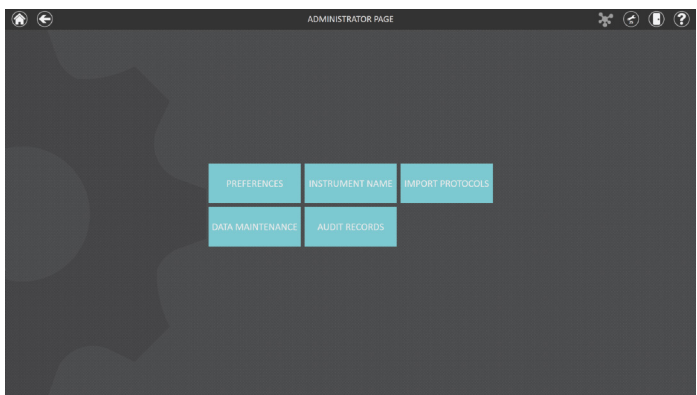 ADMINISTRATOR PAGE
?
PREFERENCES INSTRUMENT NAME IMPORT PROTOCOLS
DATA MAINTENANCE AUDIT RECORDS